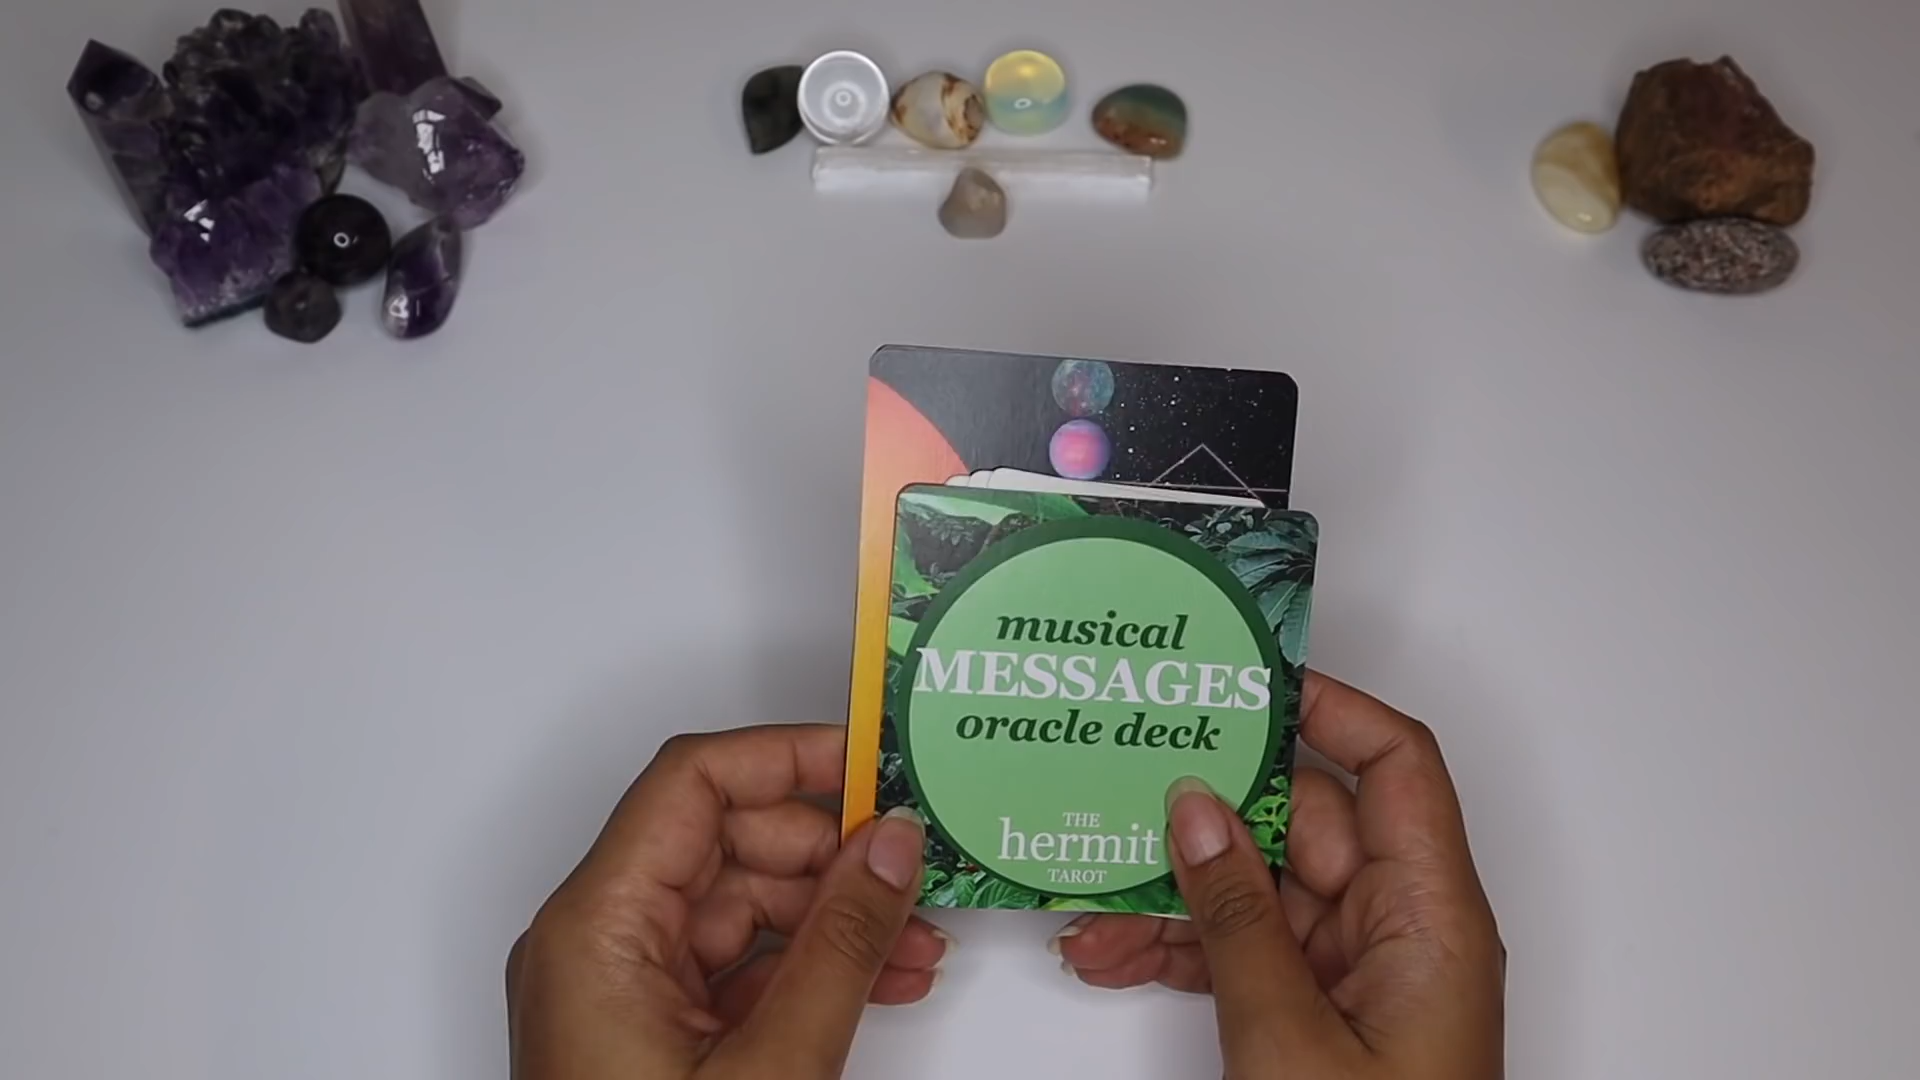 musical
MESSAGES
oracle deck
THE
hermit
TAROT